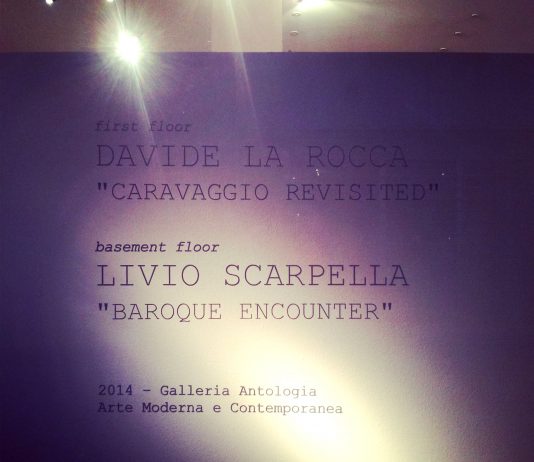 first floor
DAVIDE LA ROCCA
"CARAVAGGIO REVISITED"
basement floor
LIVIO SCARPELLA
"BAROQUE ENCOUNTER"
2014 – Galleria Antologia
Arte Moderna e Contemporanea